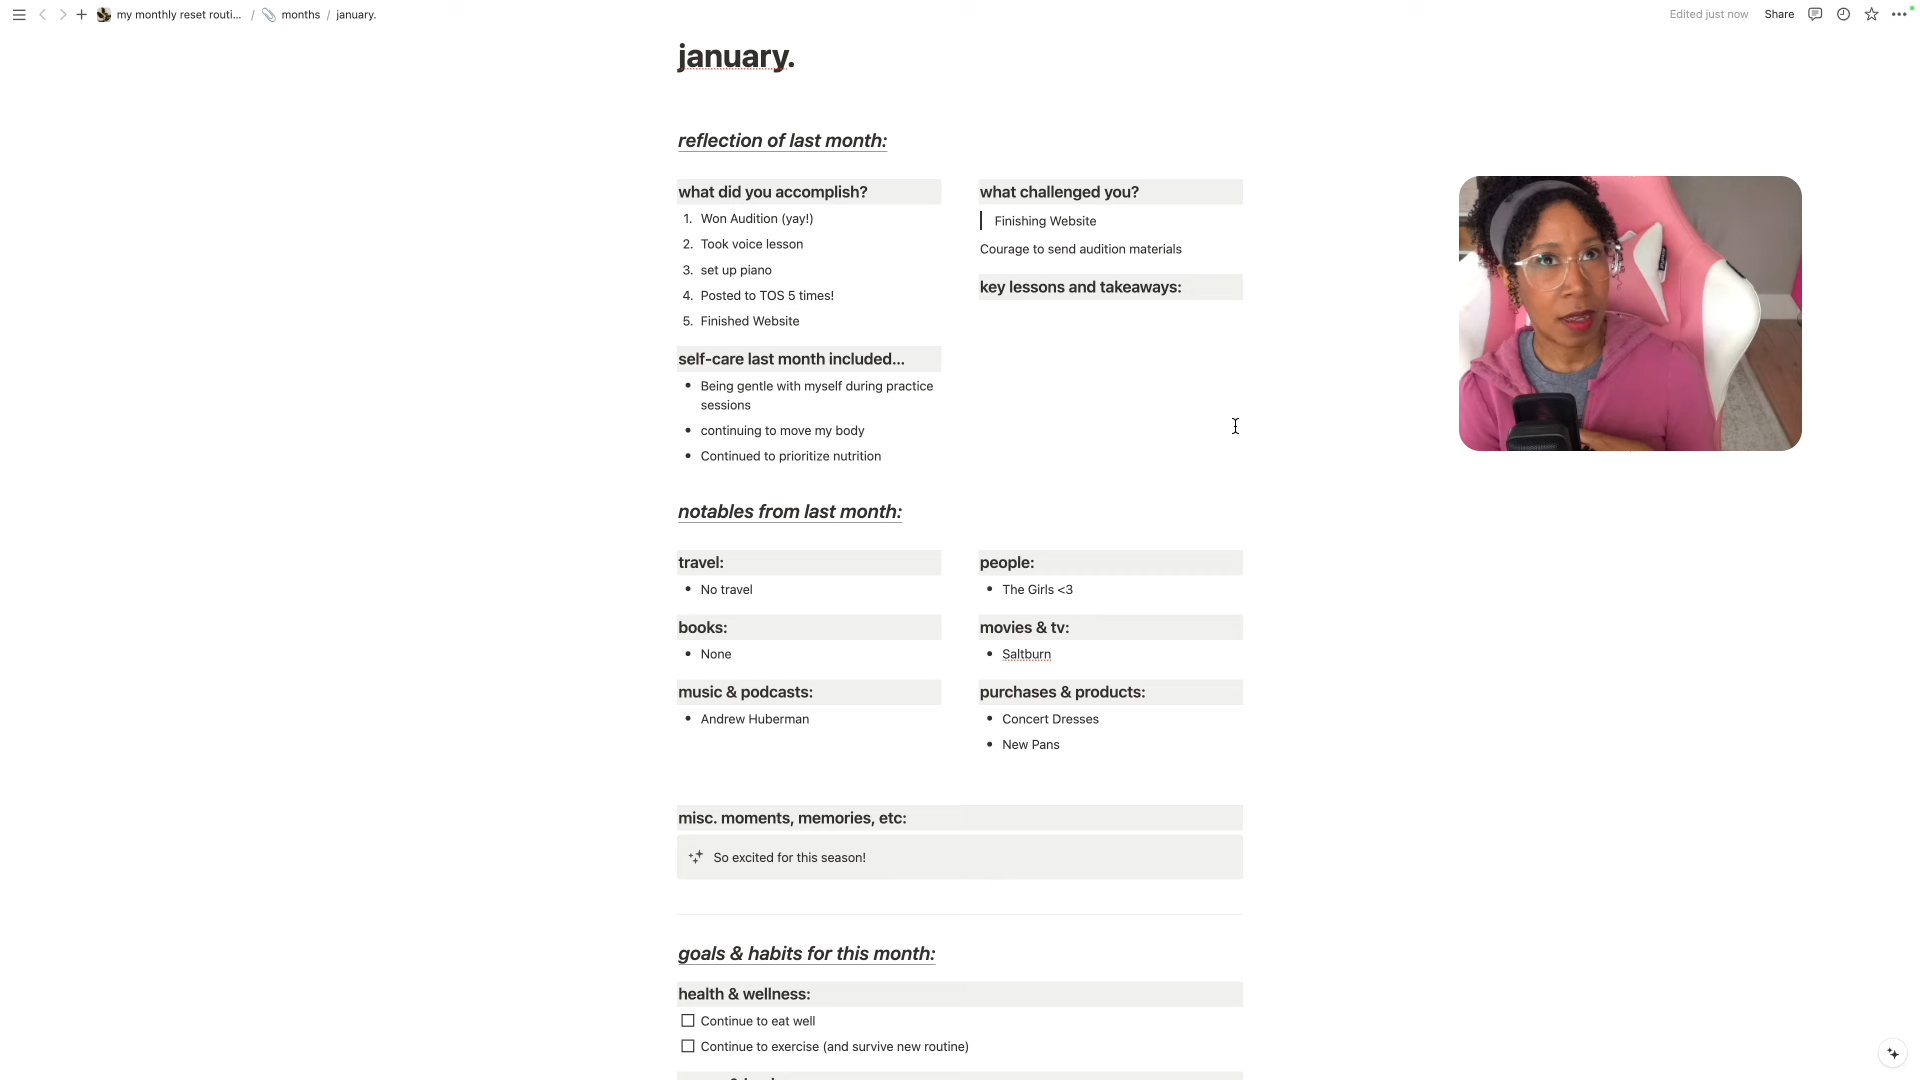 my monthly reset routi... / months / january.
Edited just now Share
january.
reflection of last month:
what did you accomplish?
1. Won Audition (yay!)
2. Took voice lesson
3. set up piano
4. Posted to TOS 5 times!
5. Finished Website
self-care last month included...
• Being gentle with myself during practice
sessions
• continuing to move my body
• Continued to prioritize nutrition
what challenged you?
Finishing Website
Courage to send audition materials
key lessons and takeaways:
notables from last month:
travel:
• No travel
books:
• None
music & podcasts:
• Andrew Huberman
people:
• The Girls <3
movies & tv:
• Saltburn
purchases & products:
• Concert Dresses
• New Pans
misc. moments, memories, etc:
So excited for this season!
goals & habits for this month:
health & wellness:
Continue to eat well
Continue to exercise (and survive new routine)